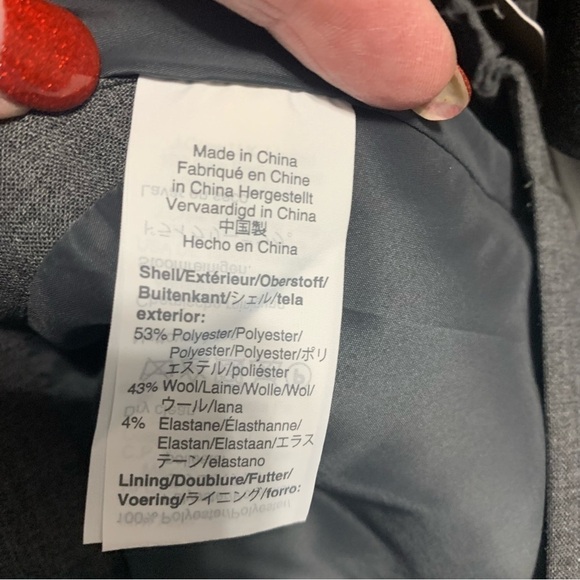 Made in China
Fabriqué en Chine
in China Hergestellt
Vervaardigd in China
中国製
Hecho en China
Shell/Extérieur/Oberstoff/
Buitenkant/シェル/tela
exterior:
53% Polyester/Polyester/
Polyester/Polyester/ポリ
エステル/poliéster
43% Wool/Laine/Wolle/Wol/
ウール/lana
4% Elastane/Élasthanne/
Elastan/Elastaan/エラス
テーン/elastano
Lining/Doublure/Futter/
Voering/ライニング/forro:
100% Polyester/Polyester/